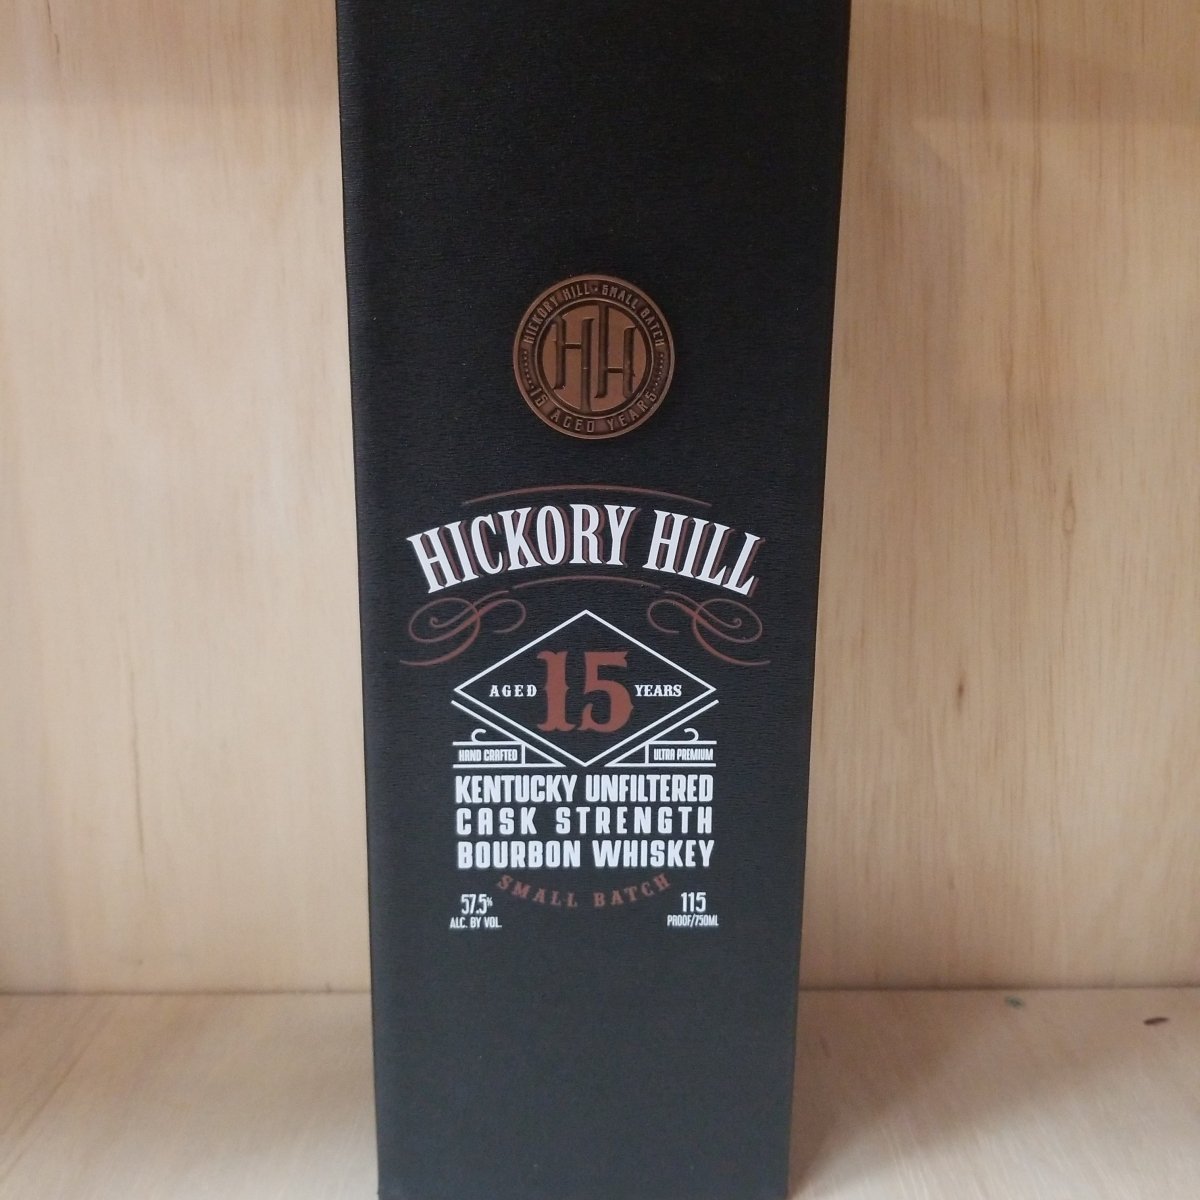 HICKORY HILL • SMALL BATCH
HH
15 AGED YEARS
HICKORY HILL
AGED 15 YEARS
HAND CRAFTED ULTRA PREMIUM
KENTUCKY UNFILTERED
CASK STRENGTH
BOURBON WHISKEY
SMALL BATCH
57.5% 115
ALC. BY VOL. PROOF/750ML